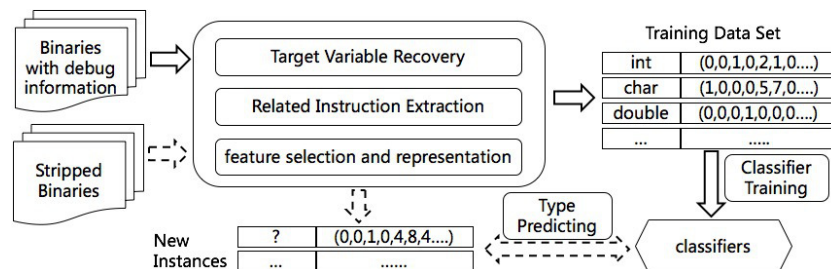 Binaries
with debug
information
Target Variable Recovery
Related Instruction Extraction
feature selection and representation
Stripped
Binaries
Training Data Set
int (0,0,1,0,2,1,0....)
char (1,0,0,0,5,7,0....)
double (0,0,0,1,0,0,0....)
... .....
Classifier
Training
Type
Predicting
classifiers
New
Instances
? (0,0,1,0,4,8,4....)
... ......